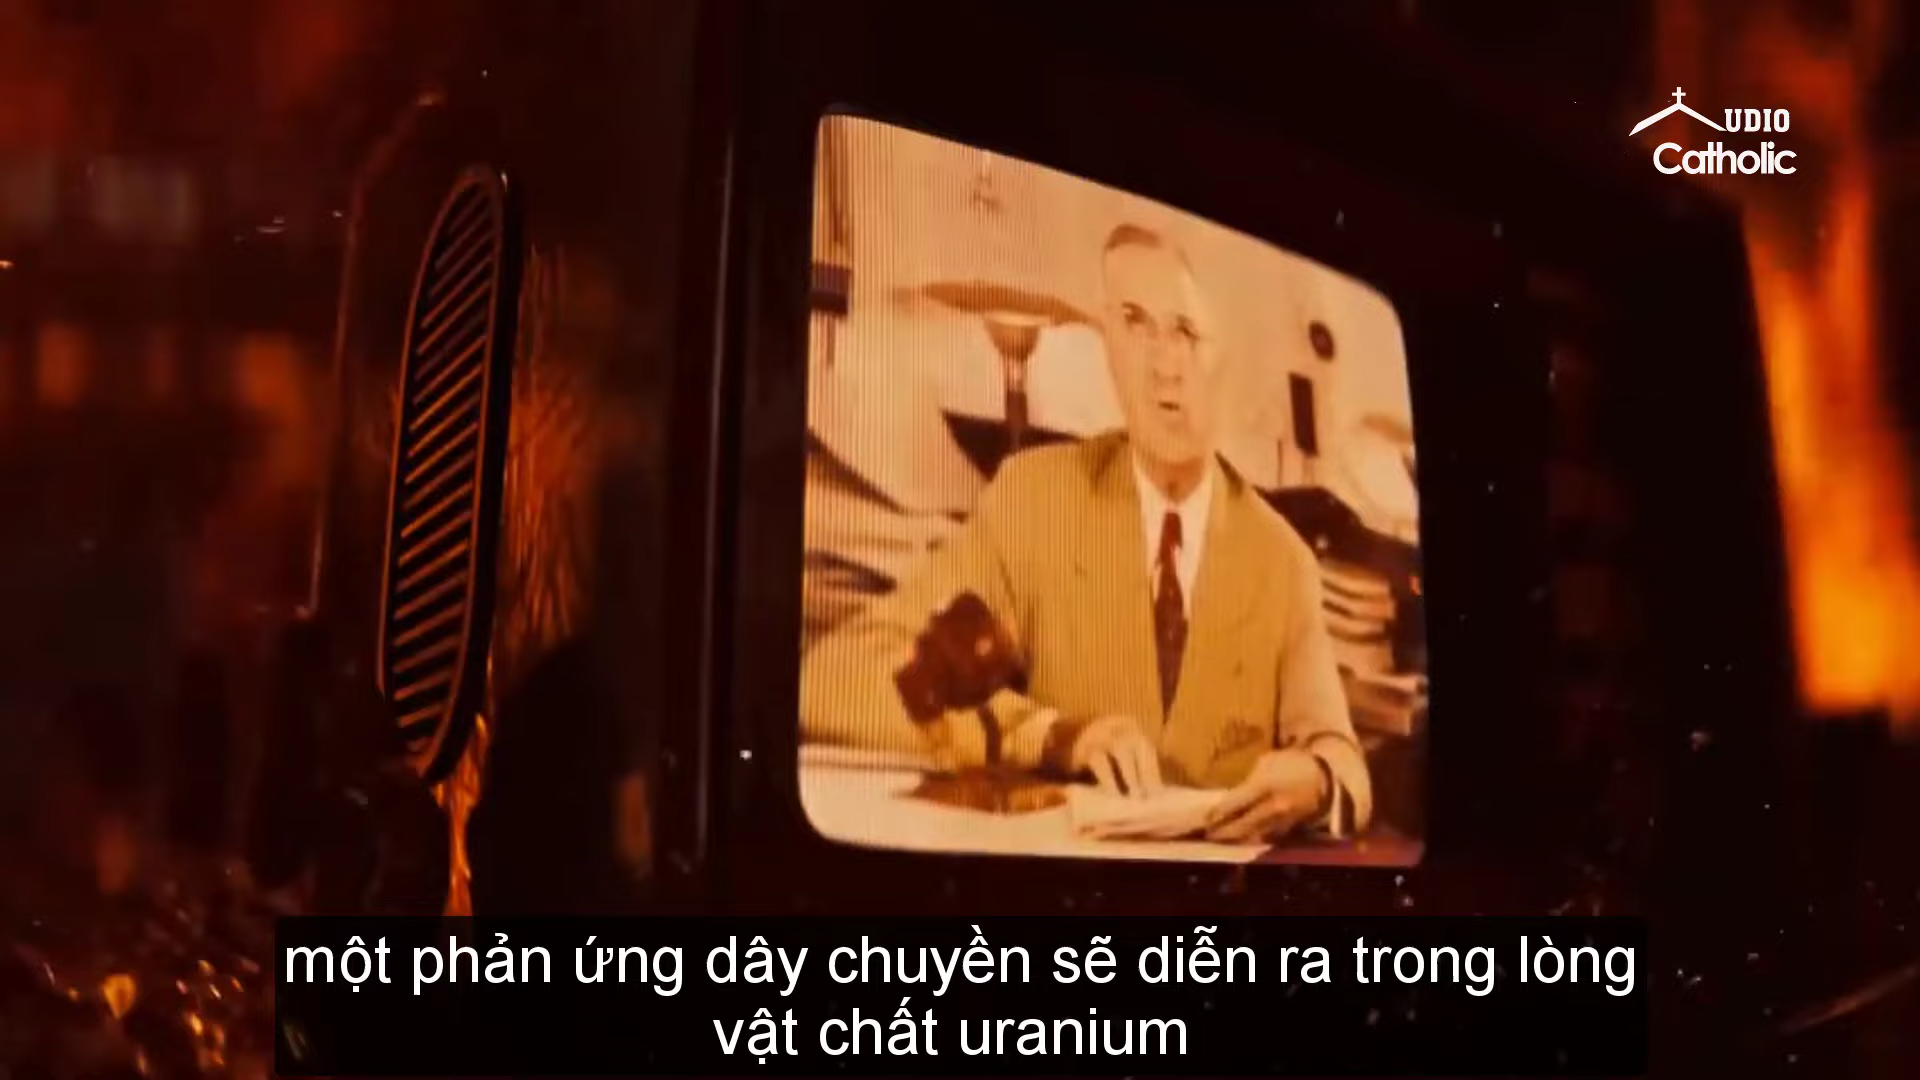 UDIO
Catholic
một phản ứng dây chuyền sẽ diễn ra trong lòng
vật chất uranium